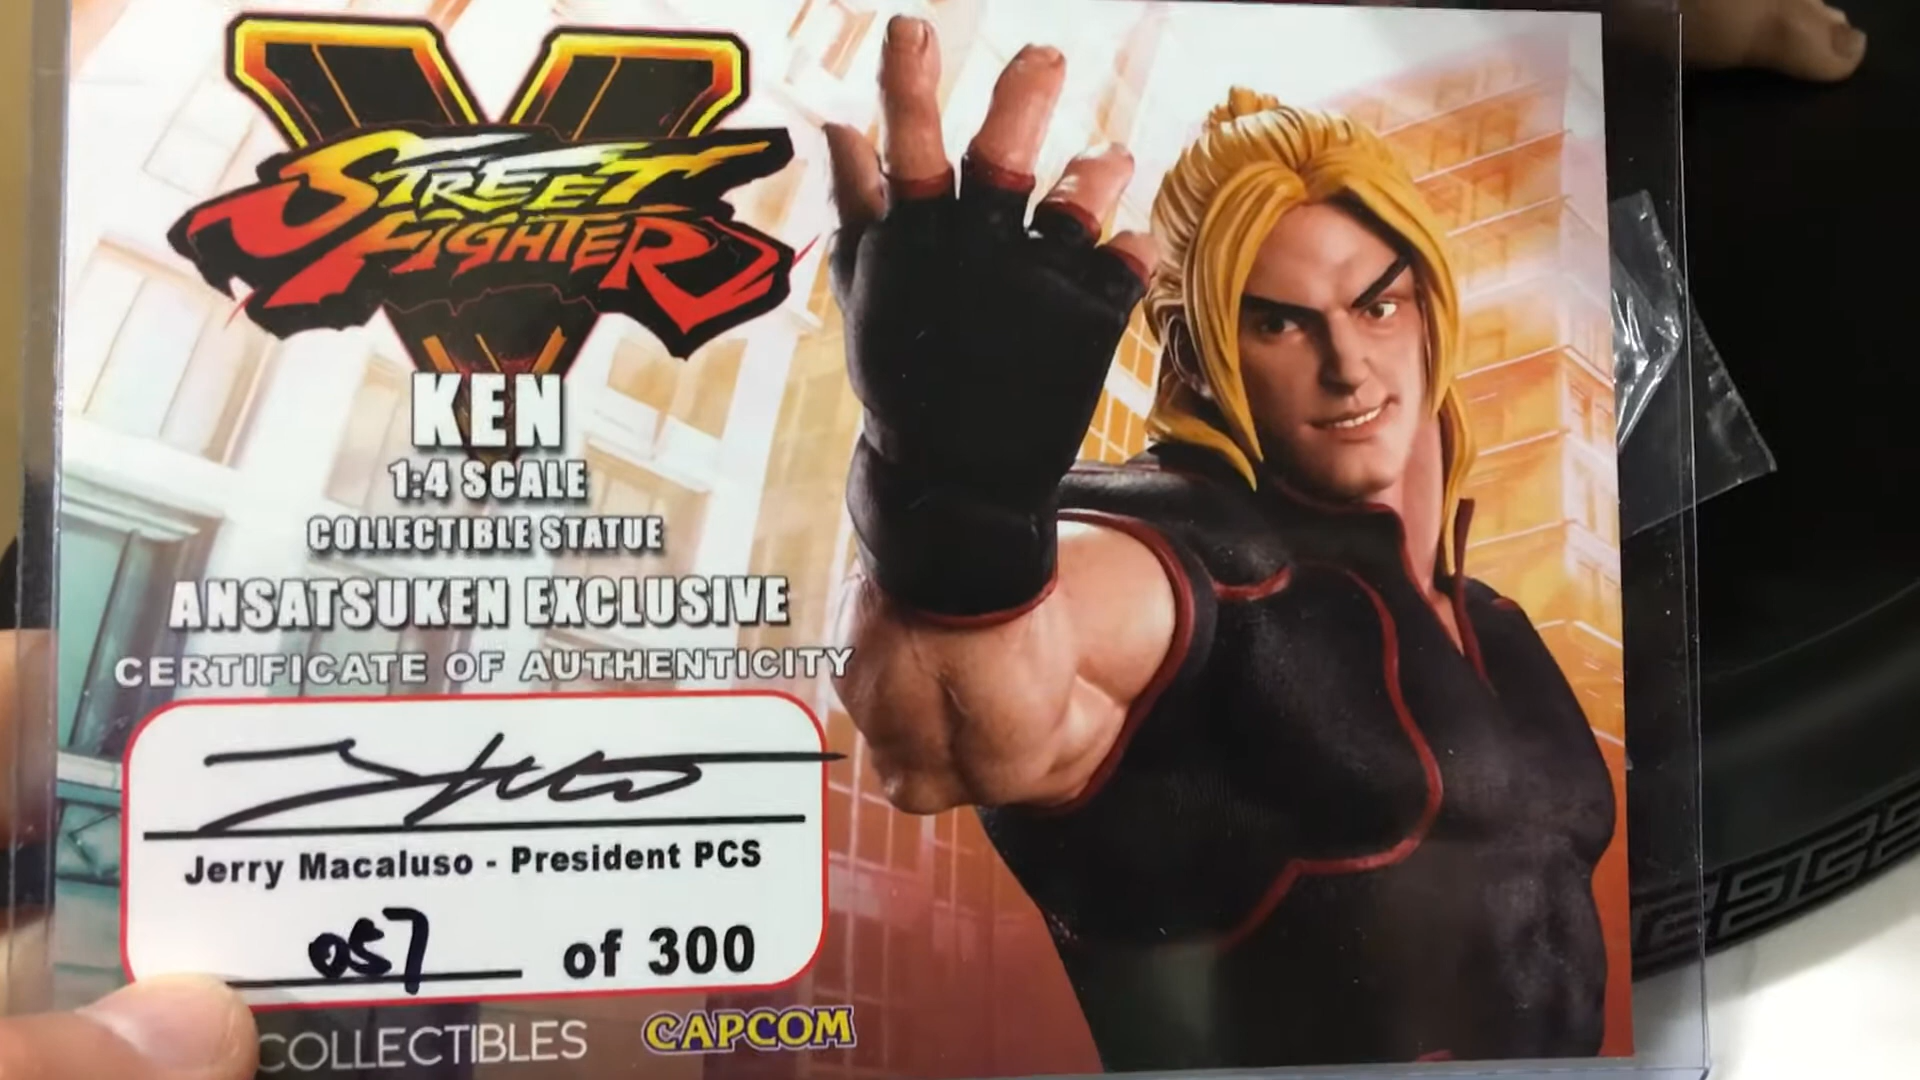 V
STREET
FIGHTER
KEN
1:4 SCALE
COLLECTIBLE STATUE
ANSATSUKEN EXCLUSIVE
CERTIFICATE OF AUTHENTICITY
Jerry Macaluso - President PCS
057 of 300
COLLECTIBLES CAPCOM